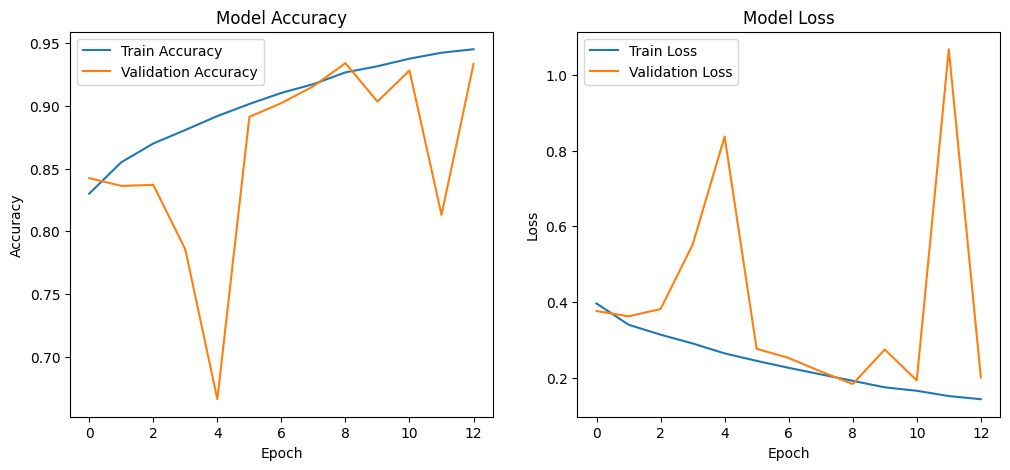 Model Accuracy
Train Accuracy
Validation Accuracy
0.95
0.90
0.85
0.80
0.75
0.70
Accuracy
0 2 4 6 8 10 12
Epoch
Model Loss
Train Loss
Validation Loss
1.0
0.8
0.6
0.4
0.2
Loss
0 2 4 6 8 10 12
Epoch